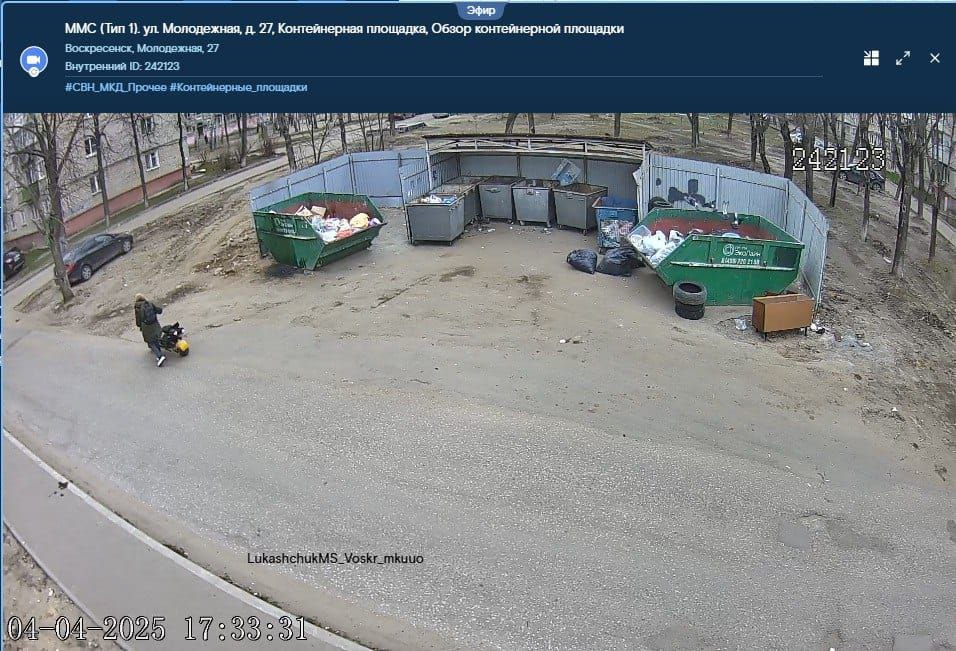 Эфир
ММС (Тип 1). ул. Молодежная, д. 27, Контейнерная площадка, Обзор контейнерной площадки
Воскресенск, Молодежная, 27
Внутренний ID: 242123
#СВН_МКД_Прочее #Контейнерные_площадки
242123
ЭкоЛайн
LukashchukMS_Voskr_mkuuo
04-04-2025 17:33:31